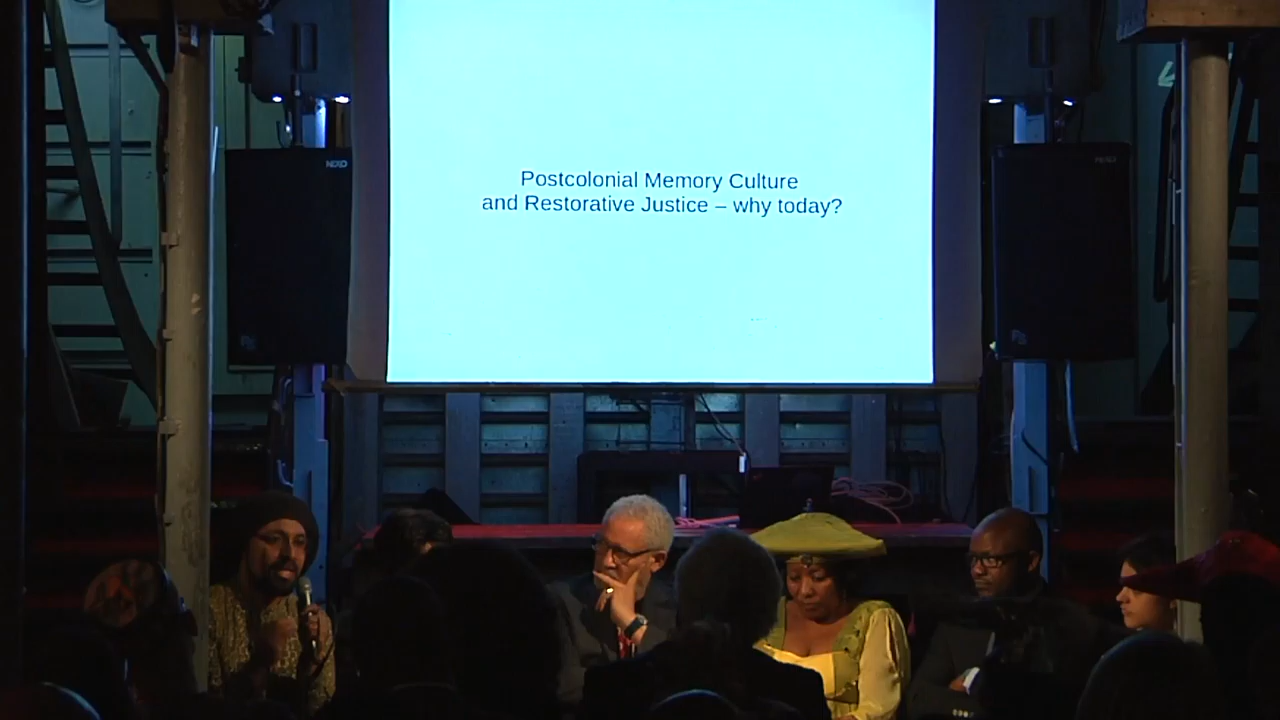 Postcolonial Memory Culture
and Restorative Justice – why today?